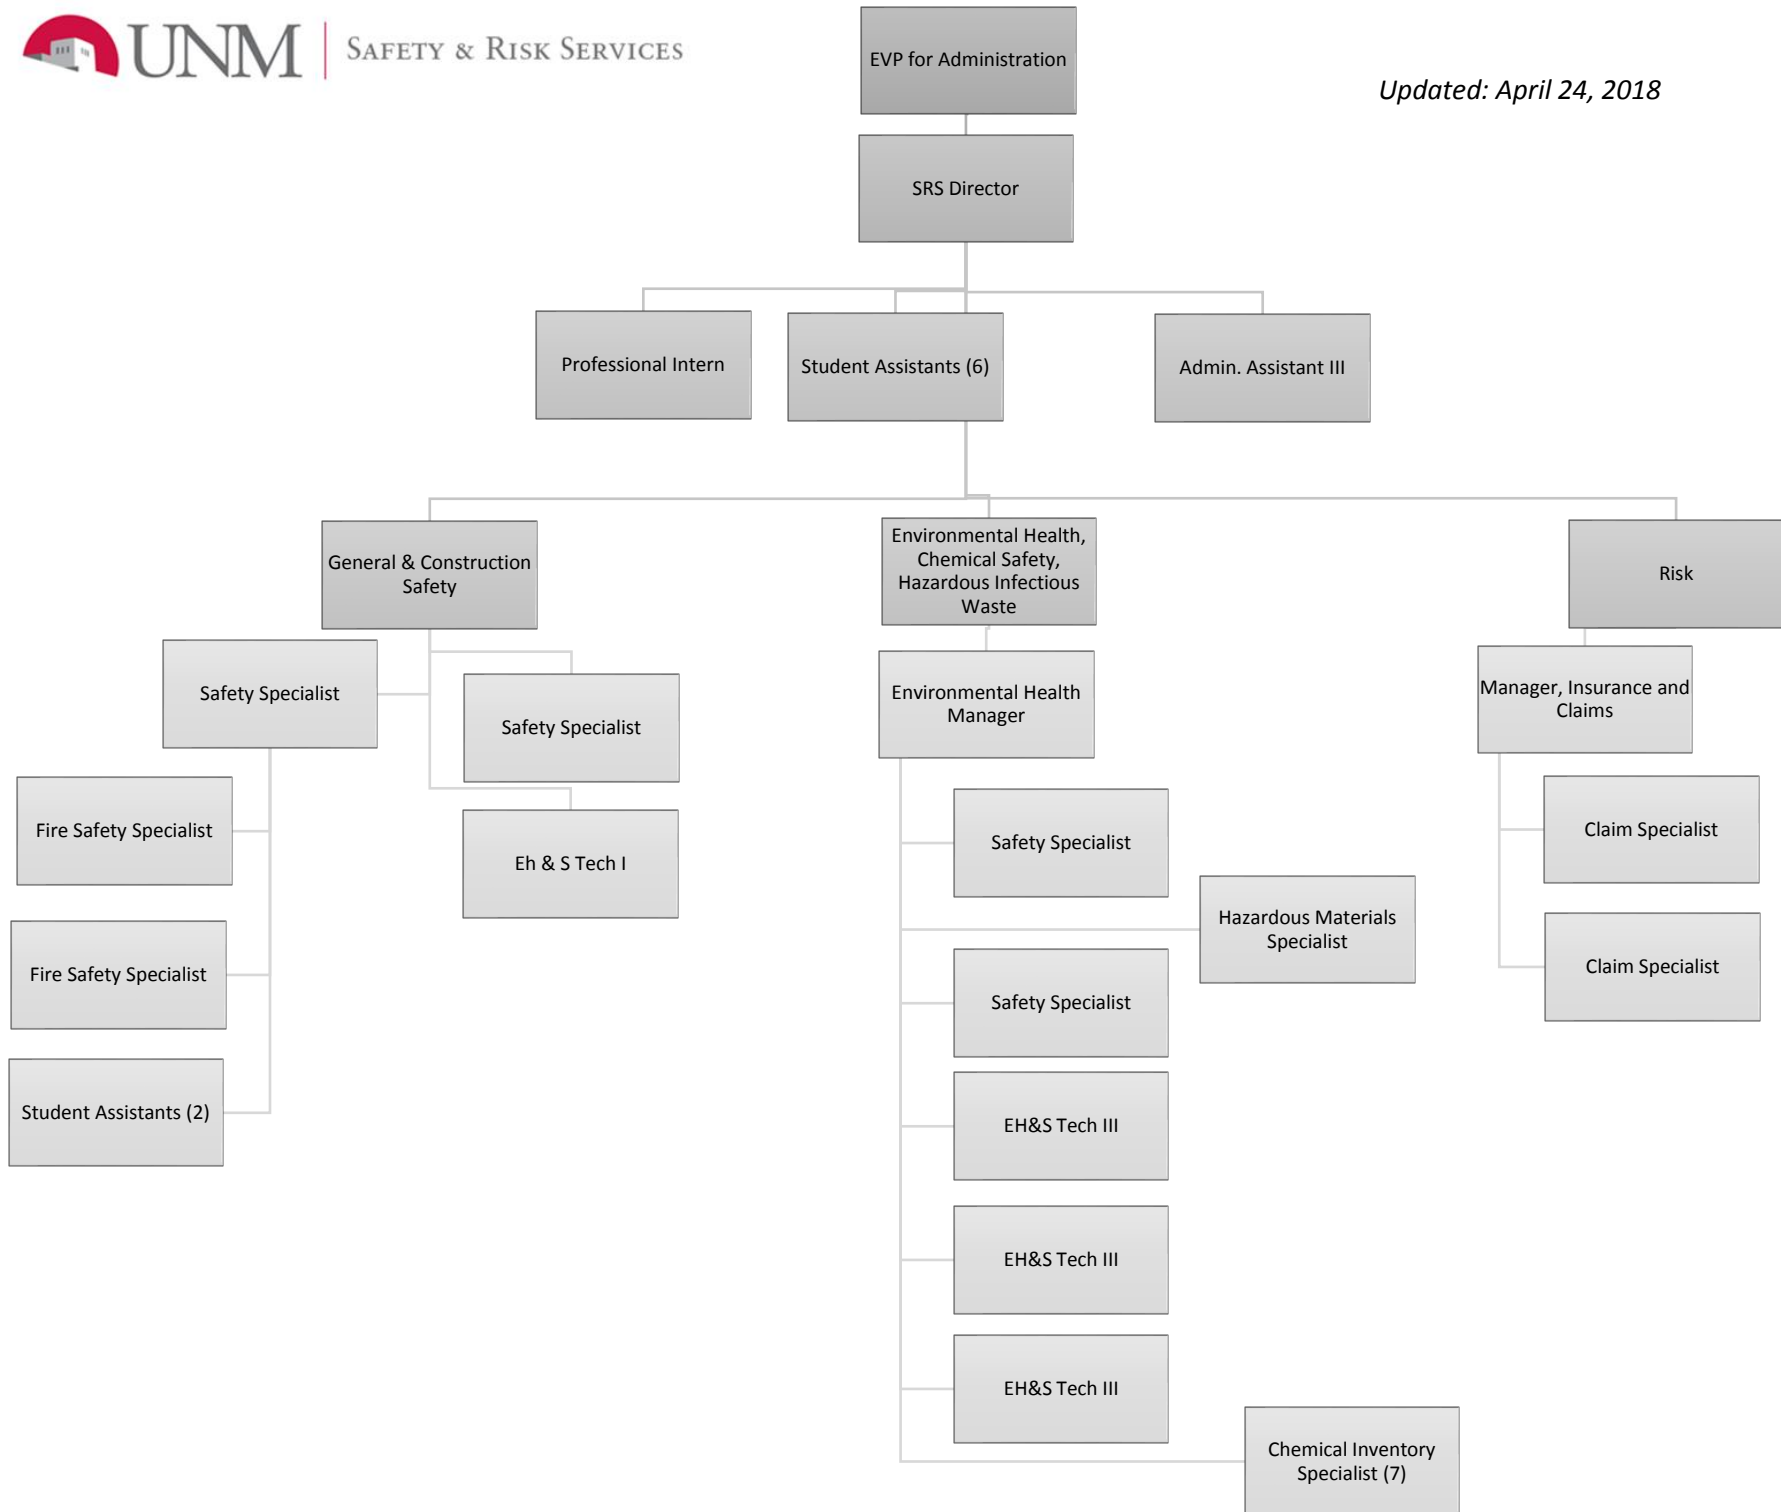 UNM SAFETY & RISK SERVICES
EVP for Administration
Updated: April 24, 2018
SRS Director
Professional Intern
Student Assistants (6)
Admin. Assistant III
General & Construction
Safety
Environmental Health,
Chemical Safety,
Hazardous Infectious
Waste
Risk
Safety Specialist
Safety Specialist
Environmental Health
Manager
Manager, Insurance and
Claims
Fire Safety Specialist
Eh & S Tech I
Safety Specialist
Claim Specialist
Hazardous Materials
Specialist
Fire Safety Specialist
Safety Specialist
Claim Specialist
Student Assistants (2)
EH&S Tech III
EH&S Tech III
EH&S Tech III
Chemical Inventory
Specialist (7)